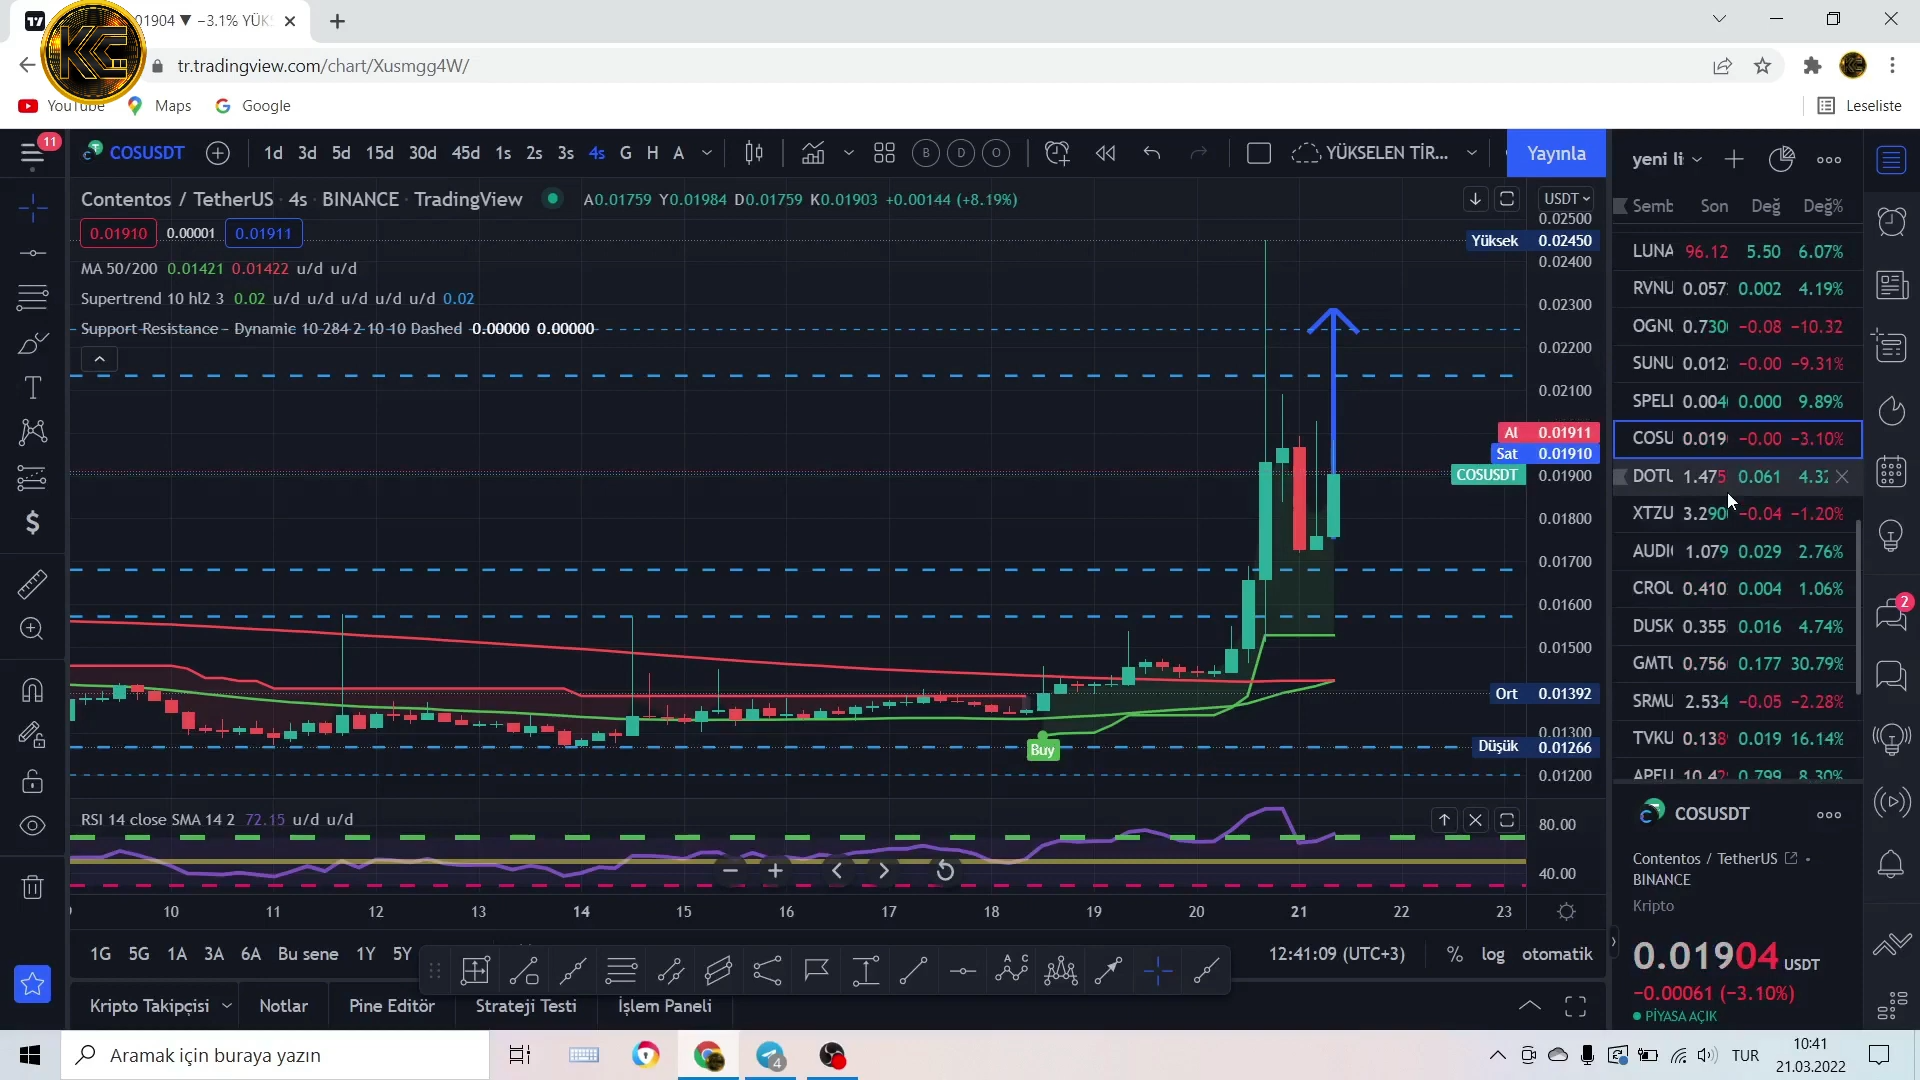 01904 ▼ −3.1% YÜK
KC
tr.tradingview.com/chart/Xusmgg4W/
YouTube Maps Google Leseliste
11
COSUSDT 1d 3d 5d 15d 30d 45d 1s 2s 3s 4s G H A B D O YÜKSELEN TİR... Yayınla
Contentos / TetherUS · 4s · BINANCE · TradingView A0.01759 Y0.01984 D0.01759 K0.01903 +0.00144 (+8.19%)
0.01910 0.00001 0.01911
MA 50/200 0.01421 0.01422 u/d u/d
Supertrend 10 hl2 3 0.02 u/d u/d u/d u/d u/d 0.02
Support Resistance - Dynamic 10 284 2 10 10 Dashed 0.00000 0.00000
USDT
0.02500
Yüksek 0.02450
0.02400
0.02300
0.02200
0.02100
Al 0.01911
Sat 0.01910
COSUSDT 0.01900
0.01800
0.01700
0.01600
0.01500
Ort 0.01392
0.01300
Düşük 0.01266
0.01200
Buy
RSI 14 close SMA 14 2 72.15 u/d u/d
80.00
40.00
10 11 12 13 14 15 16 17 18 19 20 21 22 23
1G 5G 1A 3A 6A Bu sene 1Y 5Y 12:41:09 (UTC+3) % log otomatik
Kripto Takipçisi Notlar Pine Editör Strateji Testi İşlem Paneli
yeni li
Semb Son Değ Değ%
LUNA 96.12 5.50 6.07%
RVNU 0.057 0.002 4.19%
OGNU 0.730 −0.08 −10.32
SUNU 0.012 −0.00 −9.31%
SPELI 0.004 0.000 9.89%
COSU 0.019 −0.00 −3.10%
DOTU 1.475 0.061 4.32
XTZU 3.290 −0.04 −1.20%
AUDI 1.079 0.029 2.76%
CROU 0.410 0.004 1.06%
DUSK 0.355 0.016 4.74%
GMTU 0.756 0.177 30.79%
SRMU 2.534 −0.05 −2.28%
TVKU 0.138 0.019 16.14%
APEU 10.42 0.799 8.30%
2
COSUSDT
Contentos / TetherUS
BINANCE
Kripto
0.01904 USDT
−0.00061 (−3.10%)
PİYASA AÇIK
Aramak için buraya yazın
4
TUR
10:41
21.03.2022